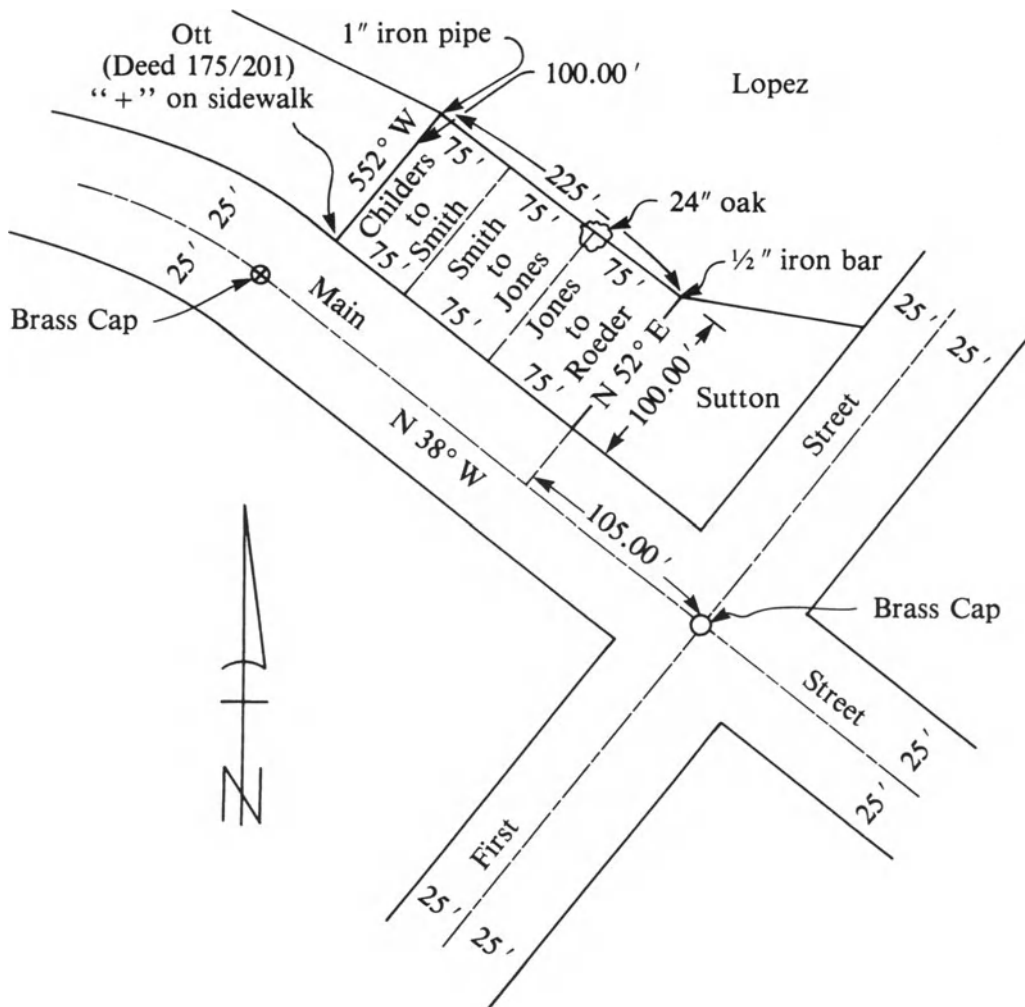 Ott
(Deed 175/201)
“+” on sidewalk
1″ iron pipe
100.00′
Lopez
552° W
75′
225′
75′
24″ oak
75′
½″ iron bar
Childers
to
Smith
75′
Smith
to
Jones
75′
Jones
to
Roeder
75′
N 52° E
100.00′
Sutton
25′
25′
Brass Cap
Main
N 38° W
105.00′
Street
25′
25′
Brass Cap
Street
25′
25′
First
25′
25′
N